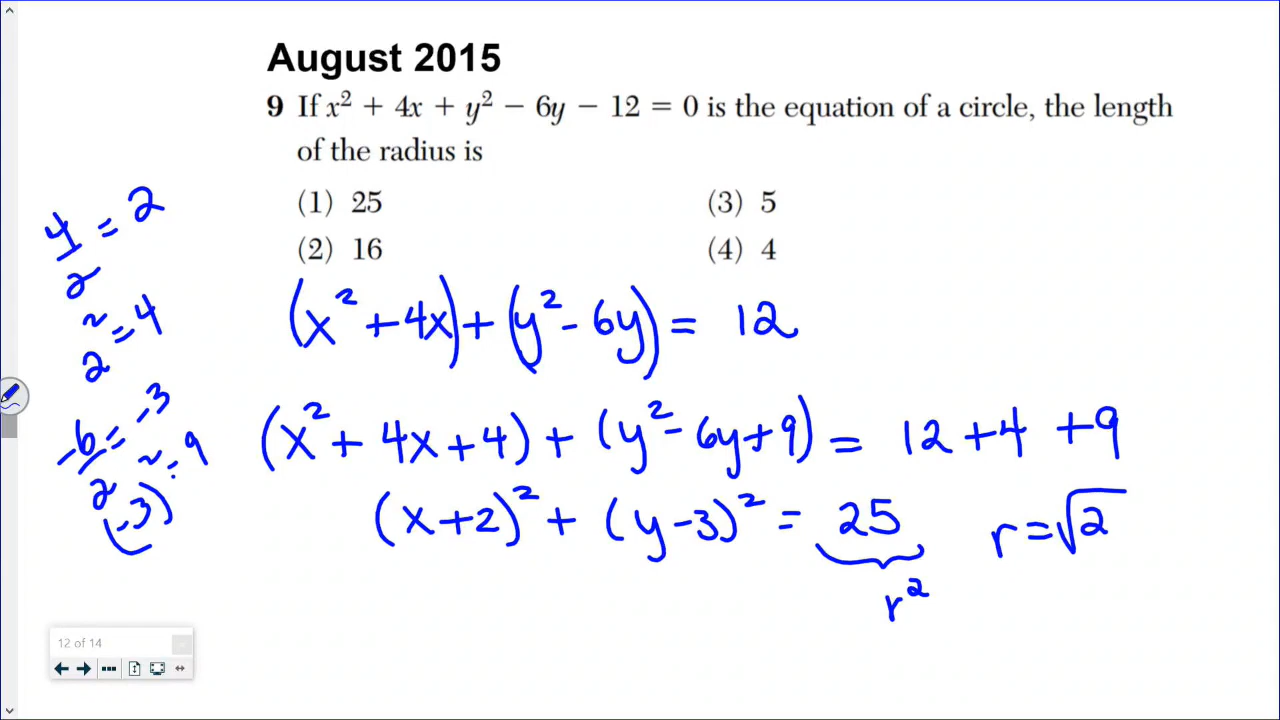 August 2015
9 If x² + 4x + y² − 6y − 12 = 0 is the equation of a circle, the length
of the radius is
(1) 25
(3) 5
(2) 16
(4) 4
4/2 = 2
2² = 4
-6/2 = -3
(-3)² = 9
(x² + 4x) + (y² - 6y) = 12
(x² + 4x + 4) + (y² - 6y + 9) = 12 + 4 + 9
(x + 2)² + (y - 3)² = 25
r²
r = √2
12 of 14